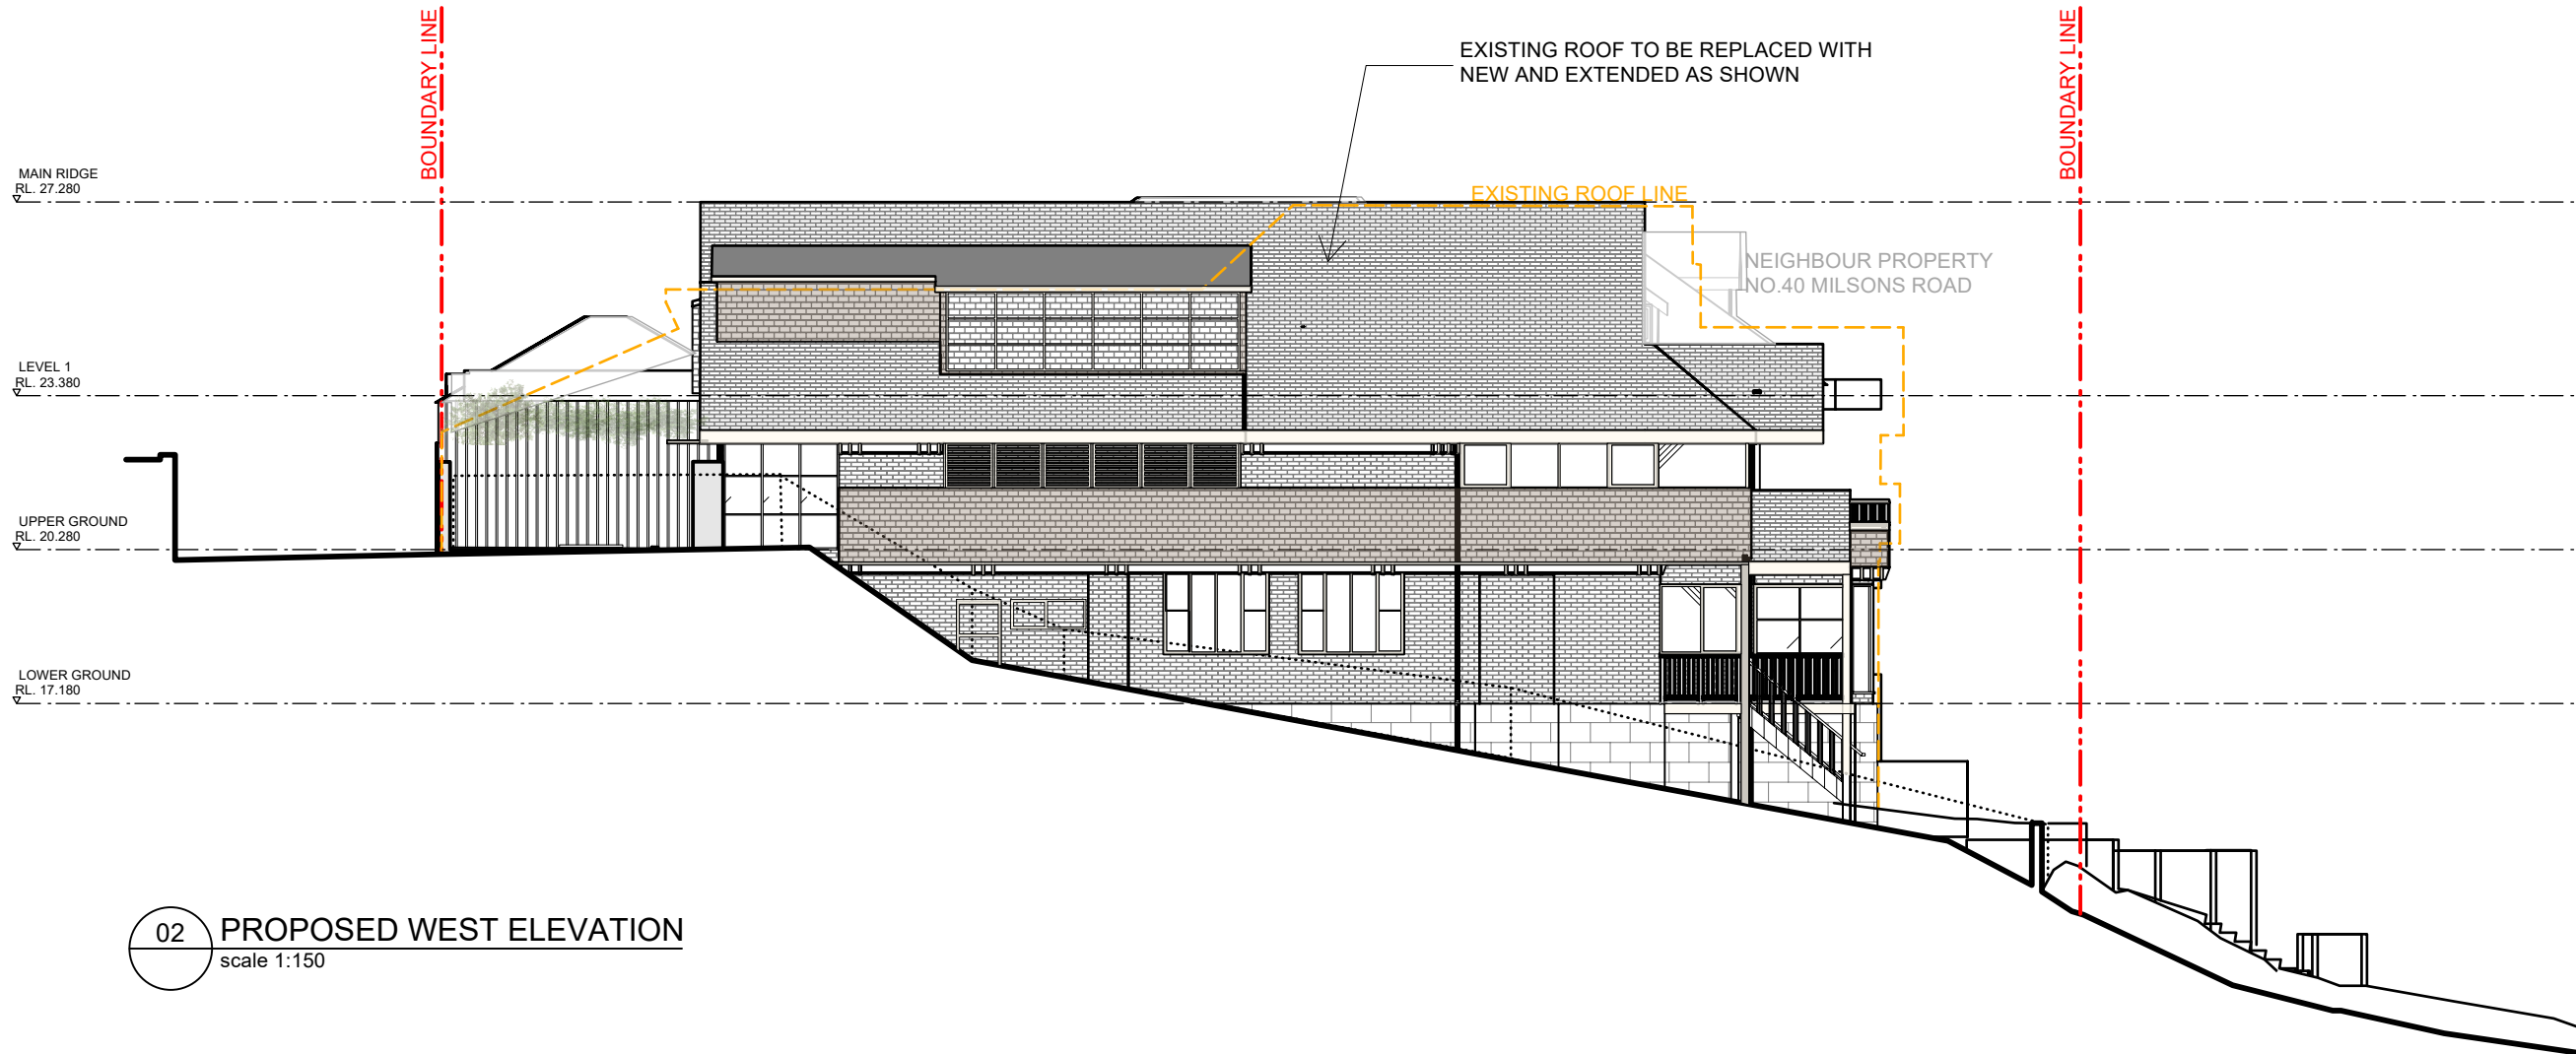 BOUNDARY LINE
BOUNDARY LINE
EXISTING ROOF TO BE REPLACED WITH
NEW AND EXTENDED AS SHOWN
MAIN RIDGE
RL. 27.280
EXISTING ROOF LINE
NEIGHBOUR PROPERTY
NO.40 MILSONS ROAD
LEVEL 1
RL. 23.380
UPPER GROUND
RL. 20.280
LOWER GROUND
RL. 17.180
02
PROPOSED WEST ELEVATION
scale 1:150